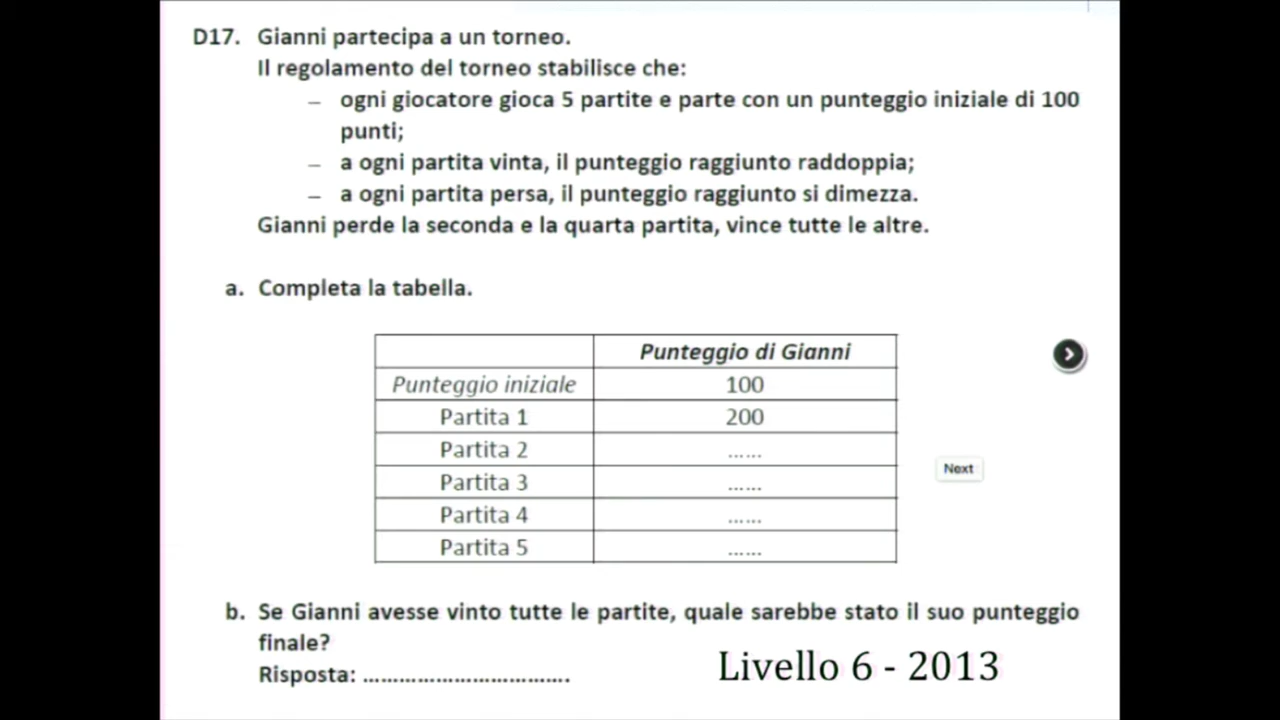 D17. Gianni partecipa a un torneo.
Il regolamento del torneo stabilisce che:
– ogni giocatore gioca 5 partite e parte con un punteggio iniziale di 100
punti;
– a ogni partita vinta, il punteggio raggiunto raddoppia;
– a ogni partita persa, il punteggio raggiunto si dimezza.
Gianni perde la seconda e la quarta partita, vince tutte le altre.
a. Completa la tabella.
Punteggio di Gianni
Punteggio iniziale 100
Partita 1 200
Partita 2 ......
Partita 3 ......
Partita 4 ......
Partita 5 ......
Next
b. Se Gianni avesse vinto tutte le partite, quale sarebbe stato il suo punteggio
finale?
Risposta: ..................................
Livello 6 - 2013